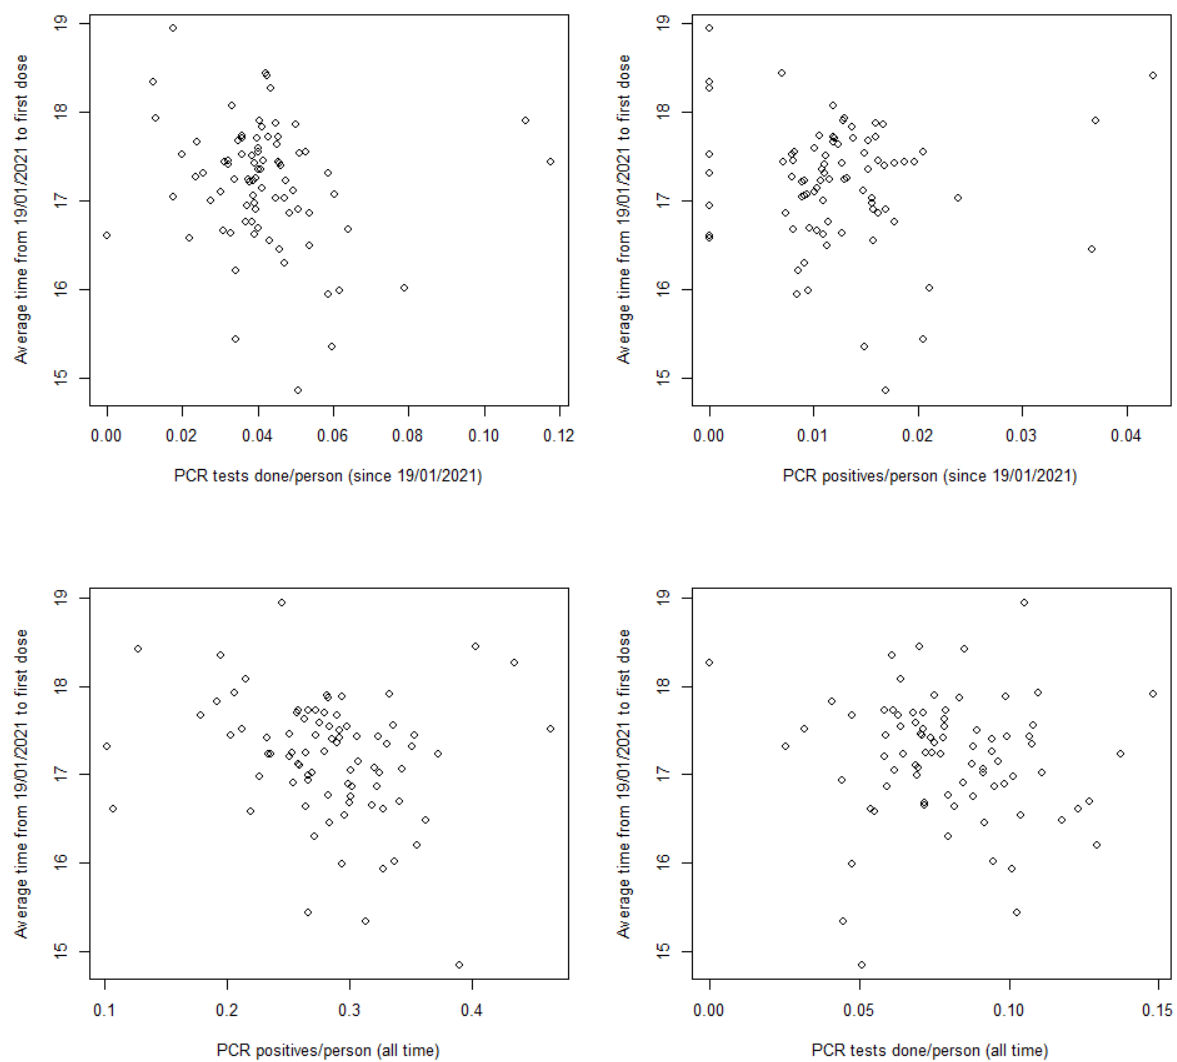 19
18
17
16
15
Average time from 19/01/2021 to first dose
0.00 0.02 0.04 0.06 0.08 0.10 0.12
PCR tests done/person (since 19/01/2021)
19
18
17
16
15
Average time from 19/01/2021 to first dose
0.00 0.01 0.02 0.03 0.04
PCR positives/person (since 19/01/2021)
19
18
17
16
15
Average time from 19/01/2021 to first dose
0.1 0.2 0.3 0.4
PCR positives/person (all time)
19
18
17
16
15
Average time from 19/01/2021 to first dose
0.00 0.05 0.10 0.15
PCR tests done/person (all time)